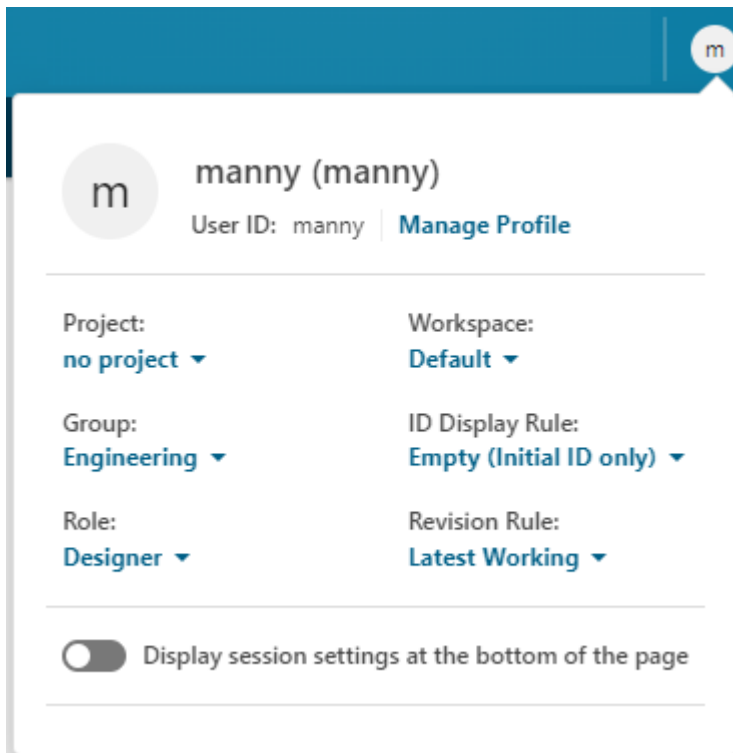 m
m
manny (manny)
User ID: manny Manage Profile
Project:
no project
Workspace:
Default
Group:
Engineering
ID Display Rule:
Empty (Initial ID only)
Role:
Designer
Revision Rule:
Latest Working
Display session settings at the bottom of the page